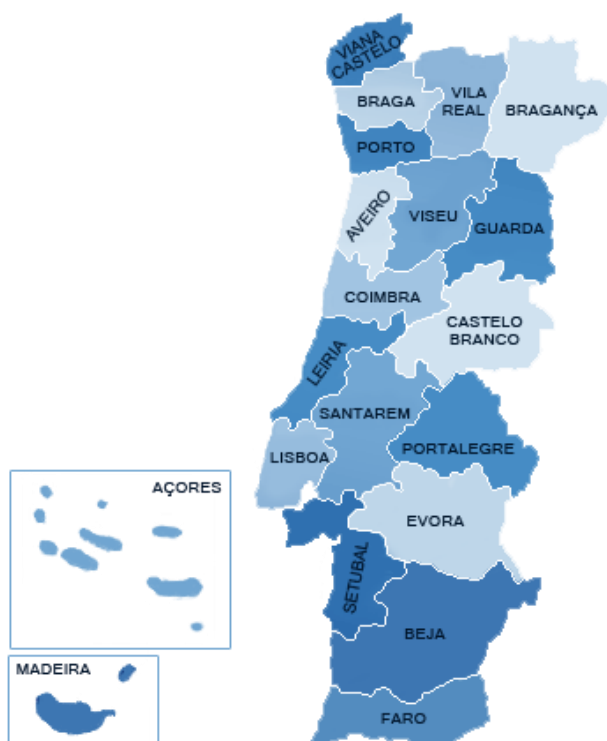 VIANA
CASTELO
BRAGA
VILA
REAL
BRAGANÇA
PORTO
AVEIRO
VISEU
GUARDA
COIMBRA
CASTELO
BRANCO
LEIRIA
SANTAREM
LISBOA
PORTALEGRE
AÇORES
EVORA
SETUBAL
BEJA
MADEIRA
FARO